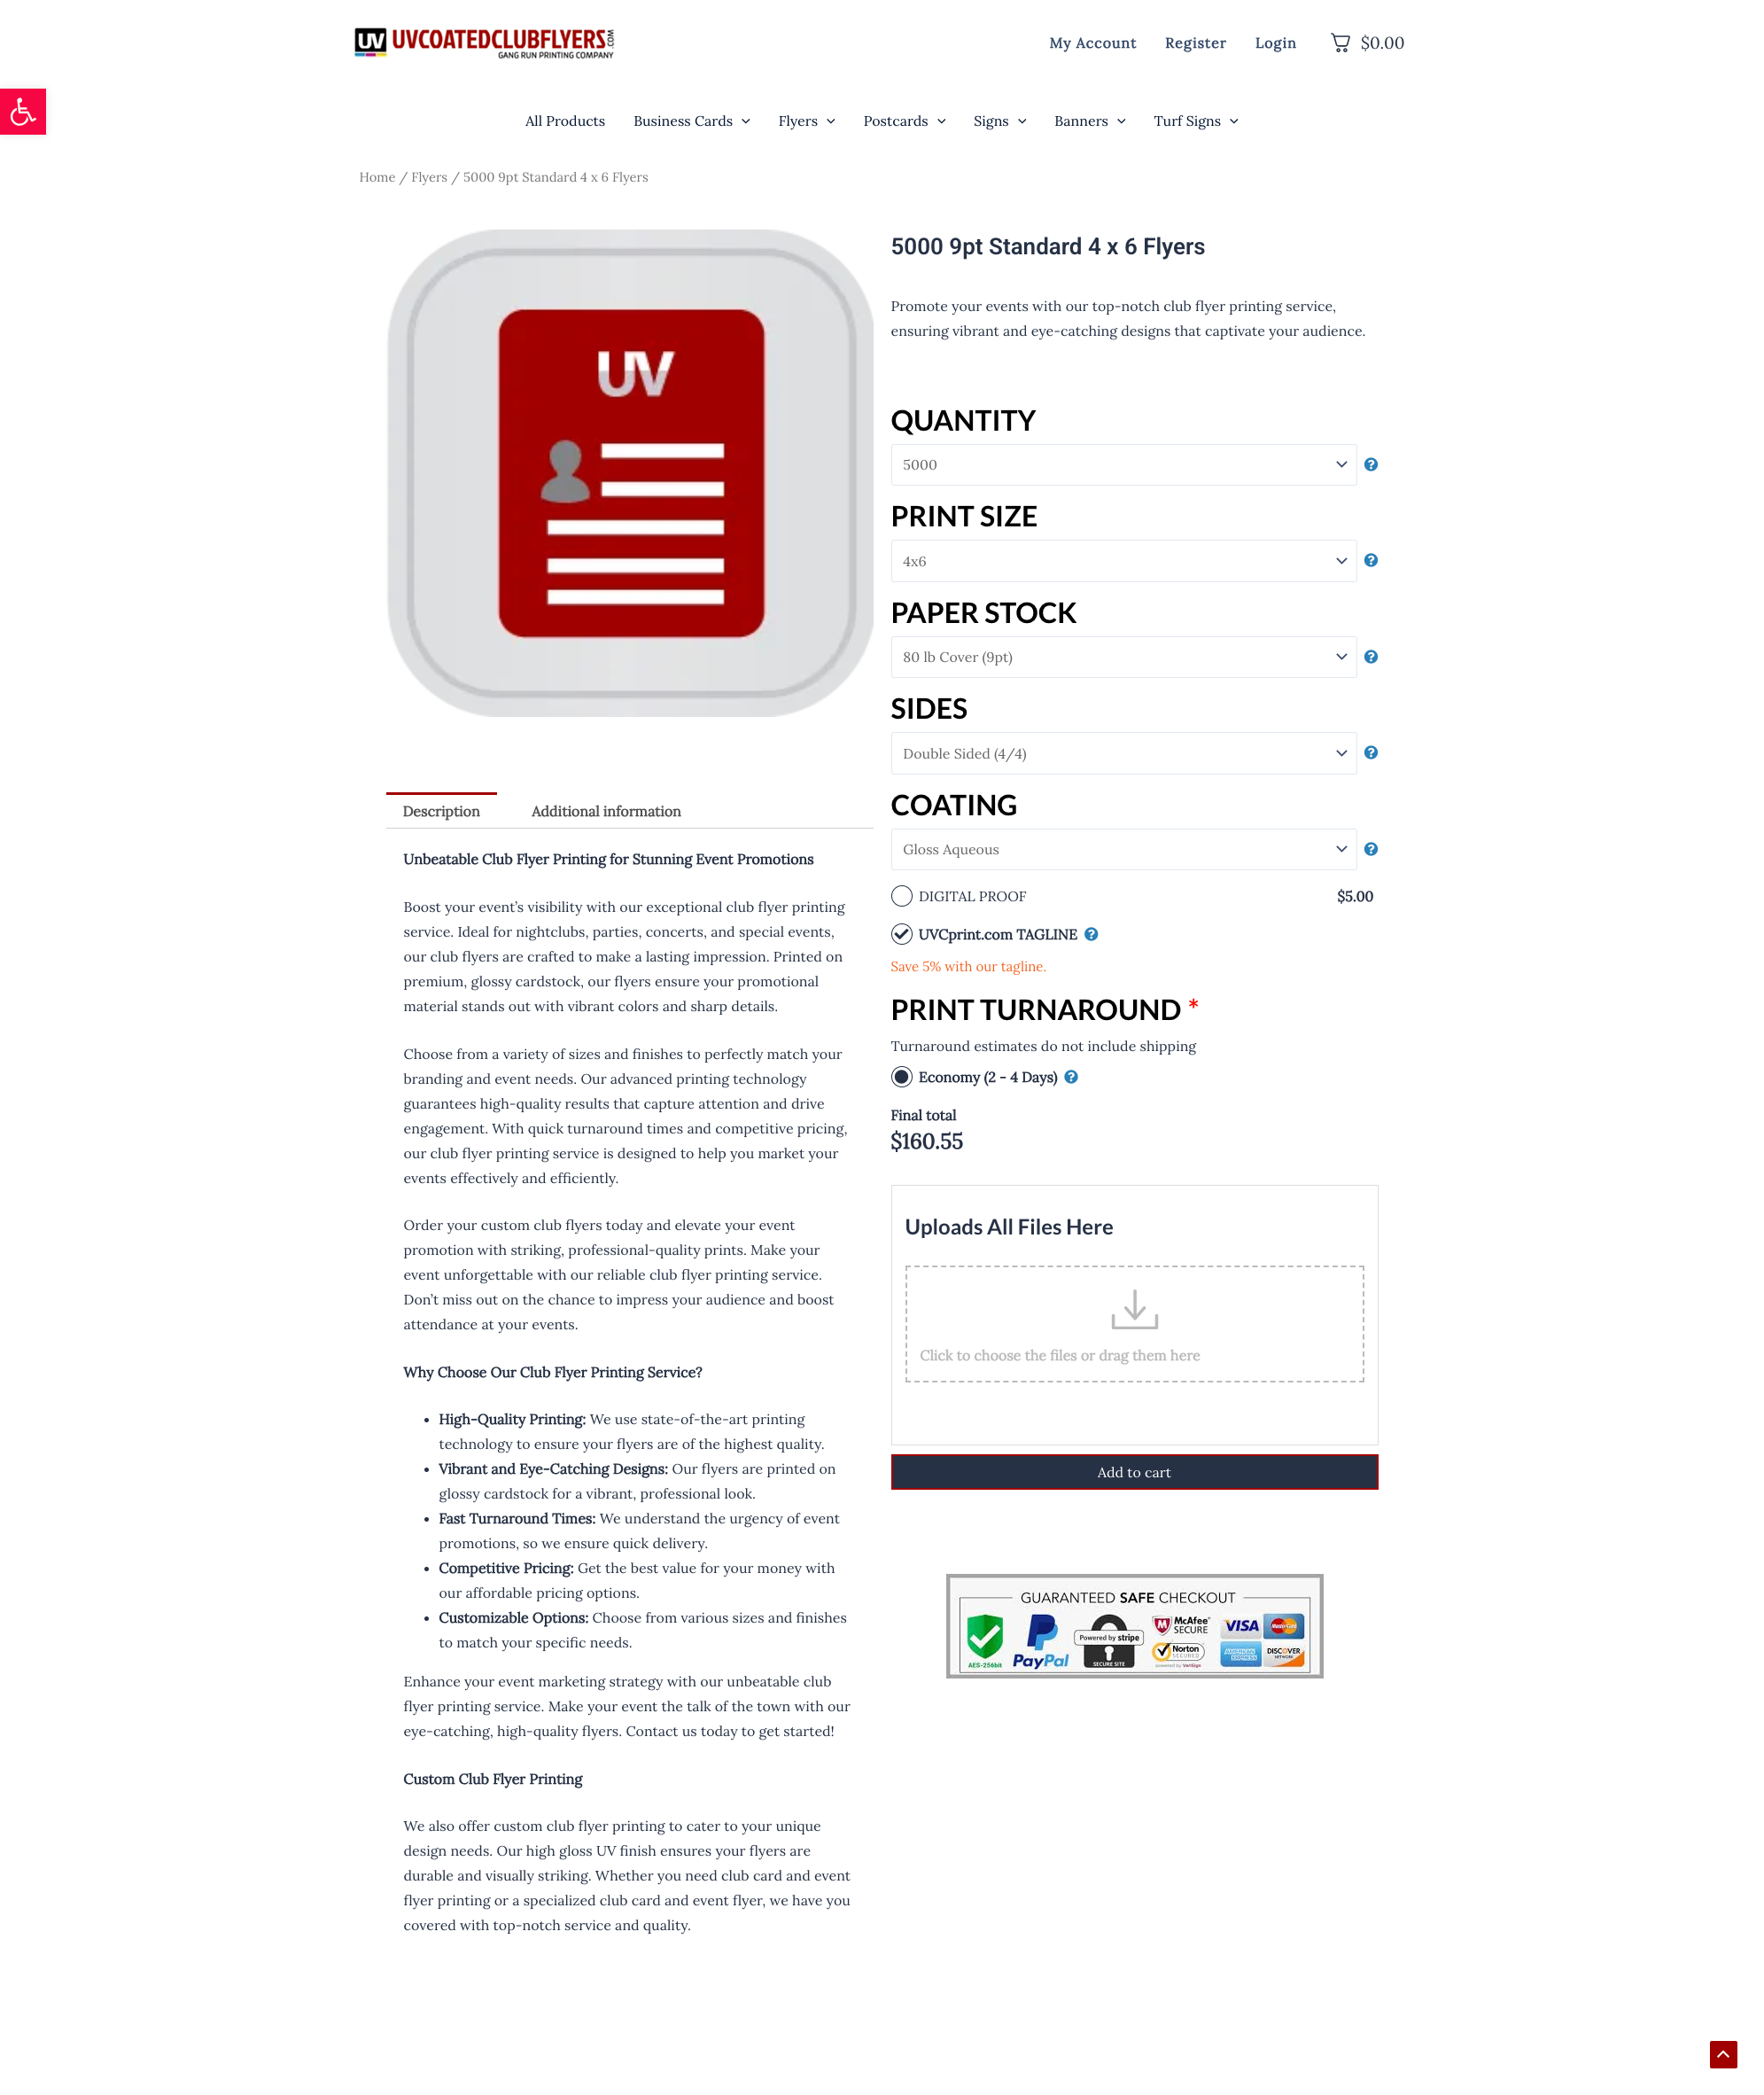 UV UVCOATEDCLUBFLYERS.COM
GANG RUN PRINTING COMPANY
My Account Register Login $0.00
All Products Business Cards Flyers Postcards Signs Banners Turf Signs
Home / Flyers / 5000 9pt Standard 4 x 6 Flyers
UV
5000 9pt Standard 4 x 6 Flyers
Promote your events with our top-notch club flyer printing service,
ensuring vibrant and eye-catching designs that captivate your audience.
QUANTITY
5000
PRINT SIZE
4x6
PAPER STOCK
80 lb Cover (9pt)
SIDES
Double Sided (4/4)
COATING
Gloss Aqueous
DIGITAL PROOF $5.00
UVCprint.com TAGLINE
Save 5% with our tagline.
PRINT TURNAROUND *
Turnaround estimates do not include shipping
Economy (2 - 4 Days)
Final total
$160.55
Uploads All Files Here
Click to choose the files or drag them here
Add to cart
GUARANTEED SAFE CHECKOUT
AES-256bit
PayPal
Powered by stripe
SECURE SITE
McAfee SECURE
Norton SECURED
powered by VeriSign
VISA
MasterCard
AMERICAN EXPRESS
DISCOVER NETWORK
Description Additional information
Unbeatable Club Flyer Printing for Stunning Event Promotions
Boost your event’s visibility with our exceptional club flyer printing
service. Ideal for nightclubs, parties, concerts, and special events,
our club flyers are crafted to make a lasting impression. Printed on
premium, glossy cardstock, our flyers ensure your promotional
material stands out with vibrant colors and sharp details.
Choose from a variety of sizes and finishes to perfectly match your
branding and event needs. Our advanced printing technology
guarantees high-quality results that capture attention and drive
engagement. With quick turnaround times and competitive pricing,
our club flyer printing service is designed to help you market your
events effectively and efficiently.
Order your custom club flyers today and elevate your event
promotion with striking, professional-quality prints. Make your
event unforgettable with our reliable club flyer printing service.
Don’t miss out on the chance to impress your audience and boost
attendance at your events.
Why Choose Our Club Flyer Printing Service?
• High-Quality Printing: We use state-of-the-art printing
technology to ensure your flyers are of the highest quality.
• Vibrant and Eye-Catching Designs: Our flyers are printed on
glossy cardstock for a vibrant, professional look.
• Fast Turnaround Times: We understand the urgency of event
promotions, so we ensure quick delivery.
• Competitive Pricing: Get the best value for your money with
our affordable pricing options.
• Customizable Options: Choose from various sizes and finishes
to match your specific needs.
Enhance your event marketing strategy with our unbeatable club
flyer printing service. Make your event the talk of the town with our
eye-catching, high-quality flyers. Contact us today to get started!
Custom Club Flyer Printing
We also offer custom club flyer printing to cater to your unique
design needs. Our high gloss UV finish ensures your flyers are
durable and visually striking. Whether you need club card and event
flyer printing or a specialized club card and event flyer, we have you
covered with top-notch service and quality.